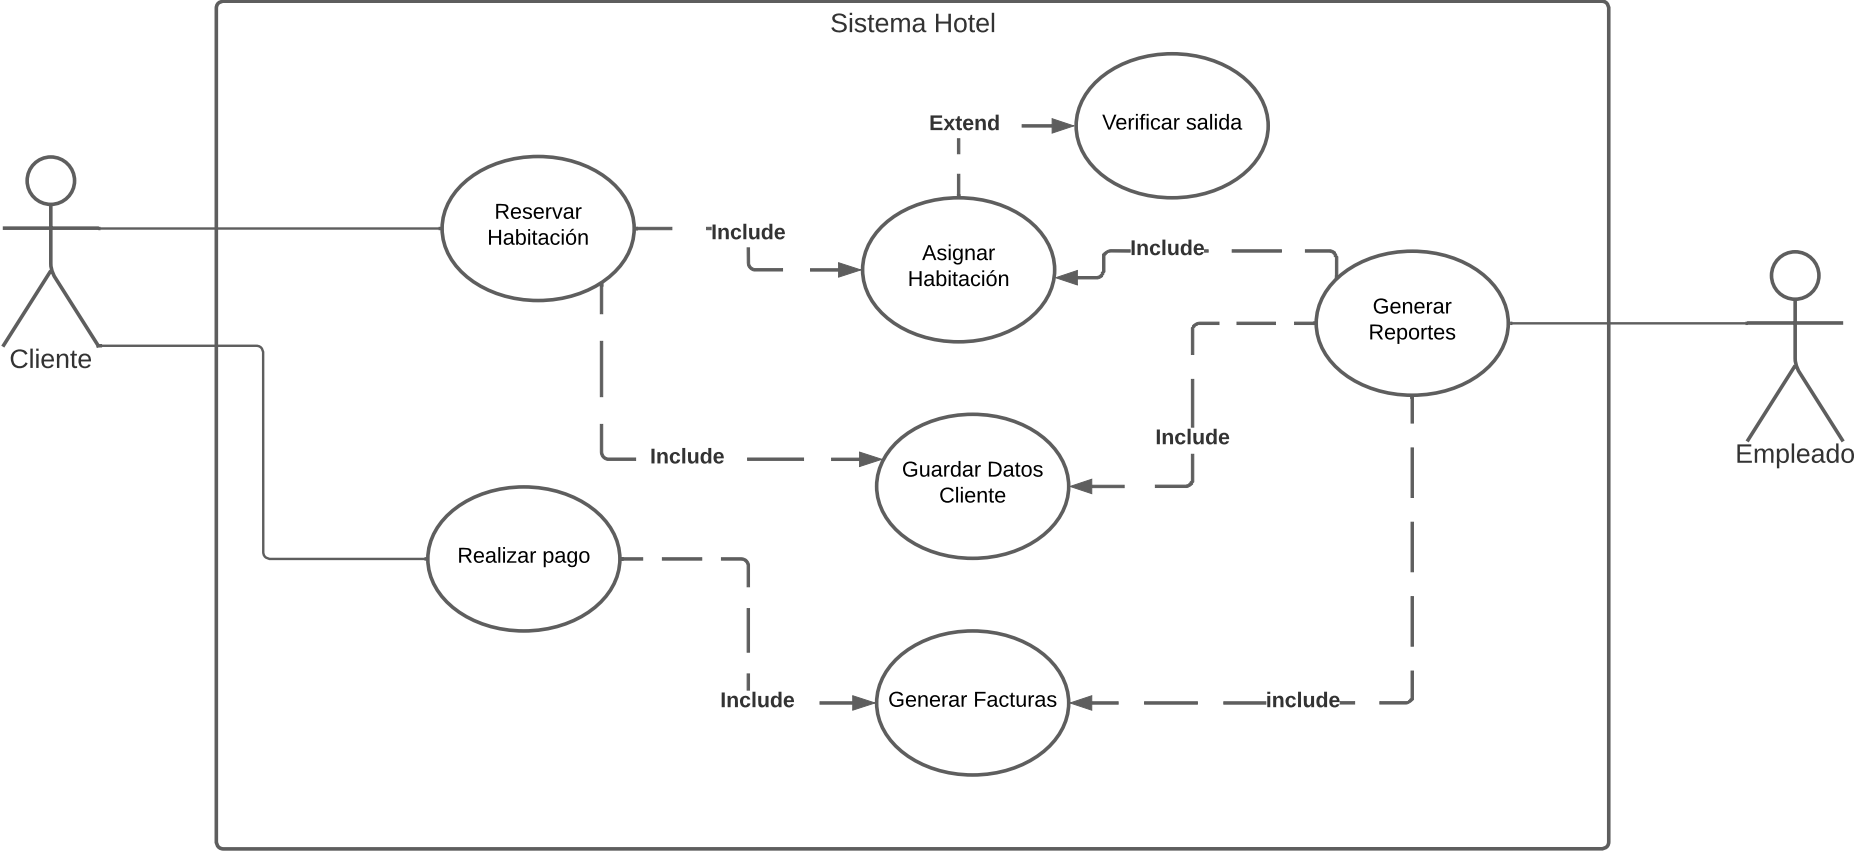 Sistema Hotel
Extend
Verificar salida
Reservar
Habitación
Include
Asignar
Habitación
Include
Generar
Reportes
Cliente
Include
Include
Guardar Datos
Cliente
Empleado
Realizar pago
Include
Generar Facturas
include